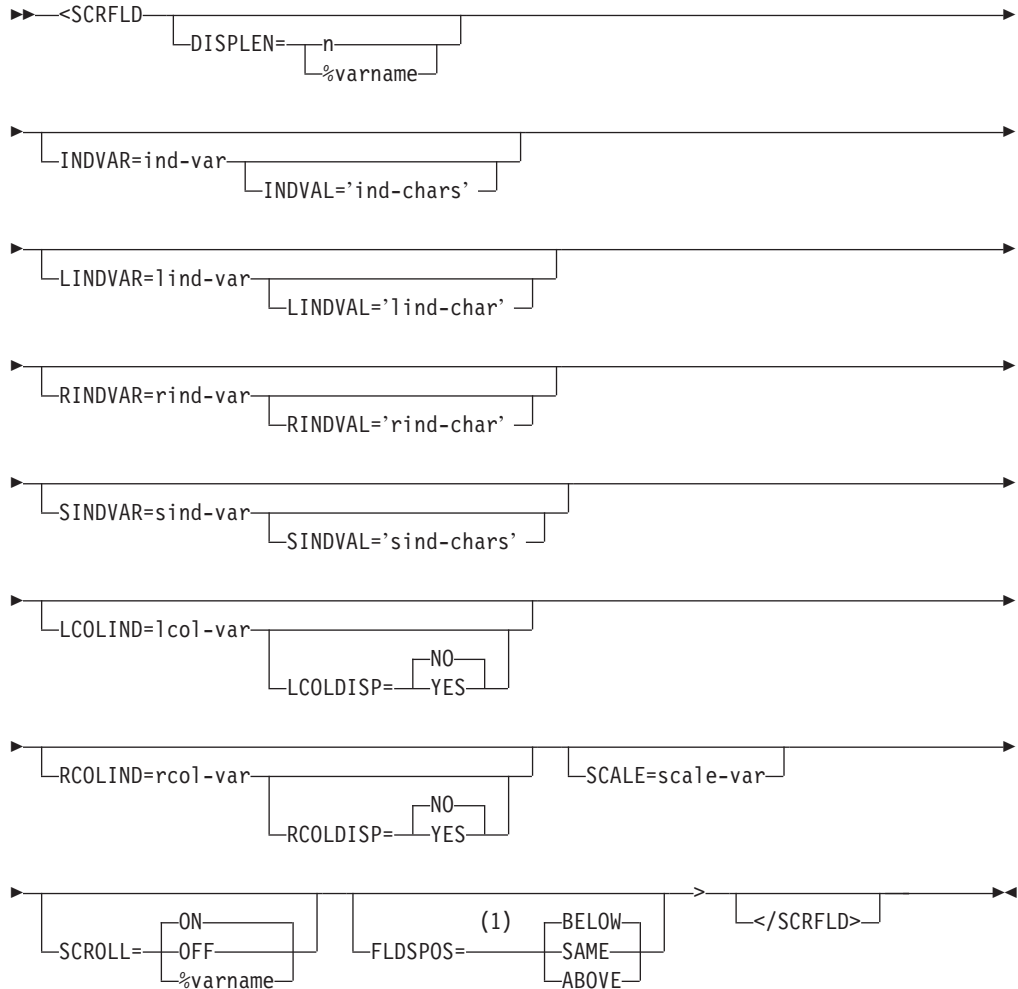 <SCRFLD
DISPLEN= n
%varname
INDVAR=ind-var
INDVAL=’ind-chars’
LINDVAR=lind-var
LINDVAL=’lind-char’
RINDVAR=rind-var
RINDVAL=’rind-char’
SINDVAR=sind-var
SINDVAL=’sind-chars’
LCOLIND=lcol-var
NO
LCOLDISP= YES
RCOLIND=rcol-var SCALE=scale-var
NO
RCOLDISP= YES
>
ON (1) BELOW </SCRFLD>
SCROLL= OFF FLDSPOS= SAME
%varname ABOVE